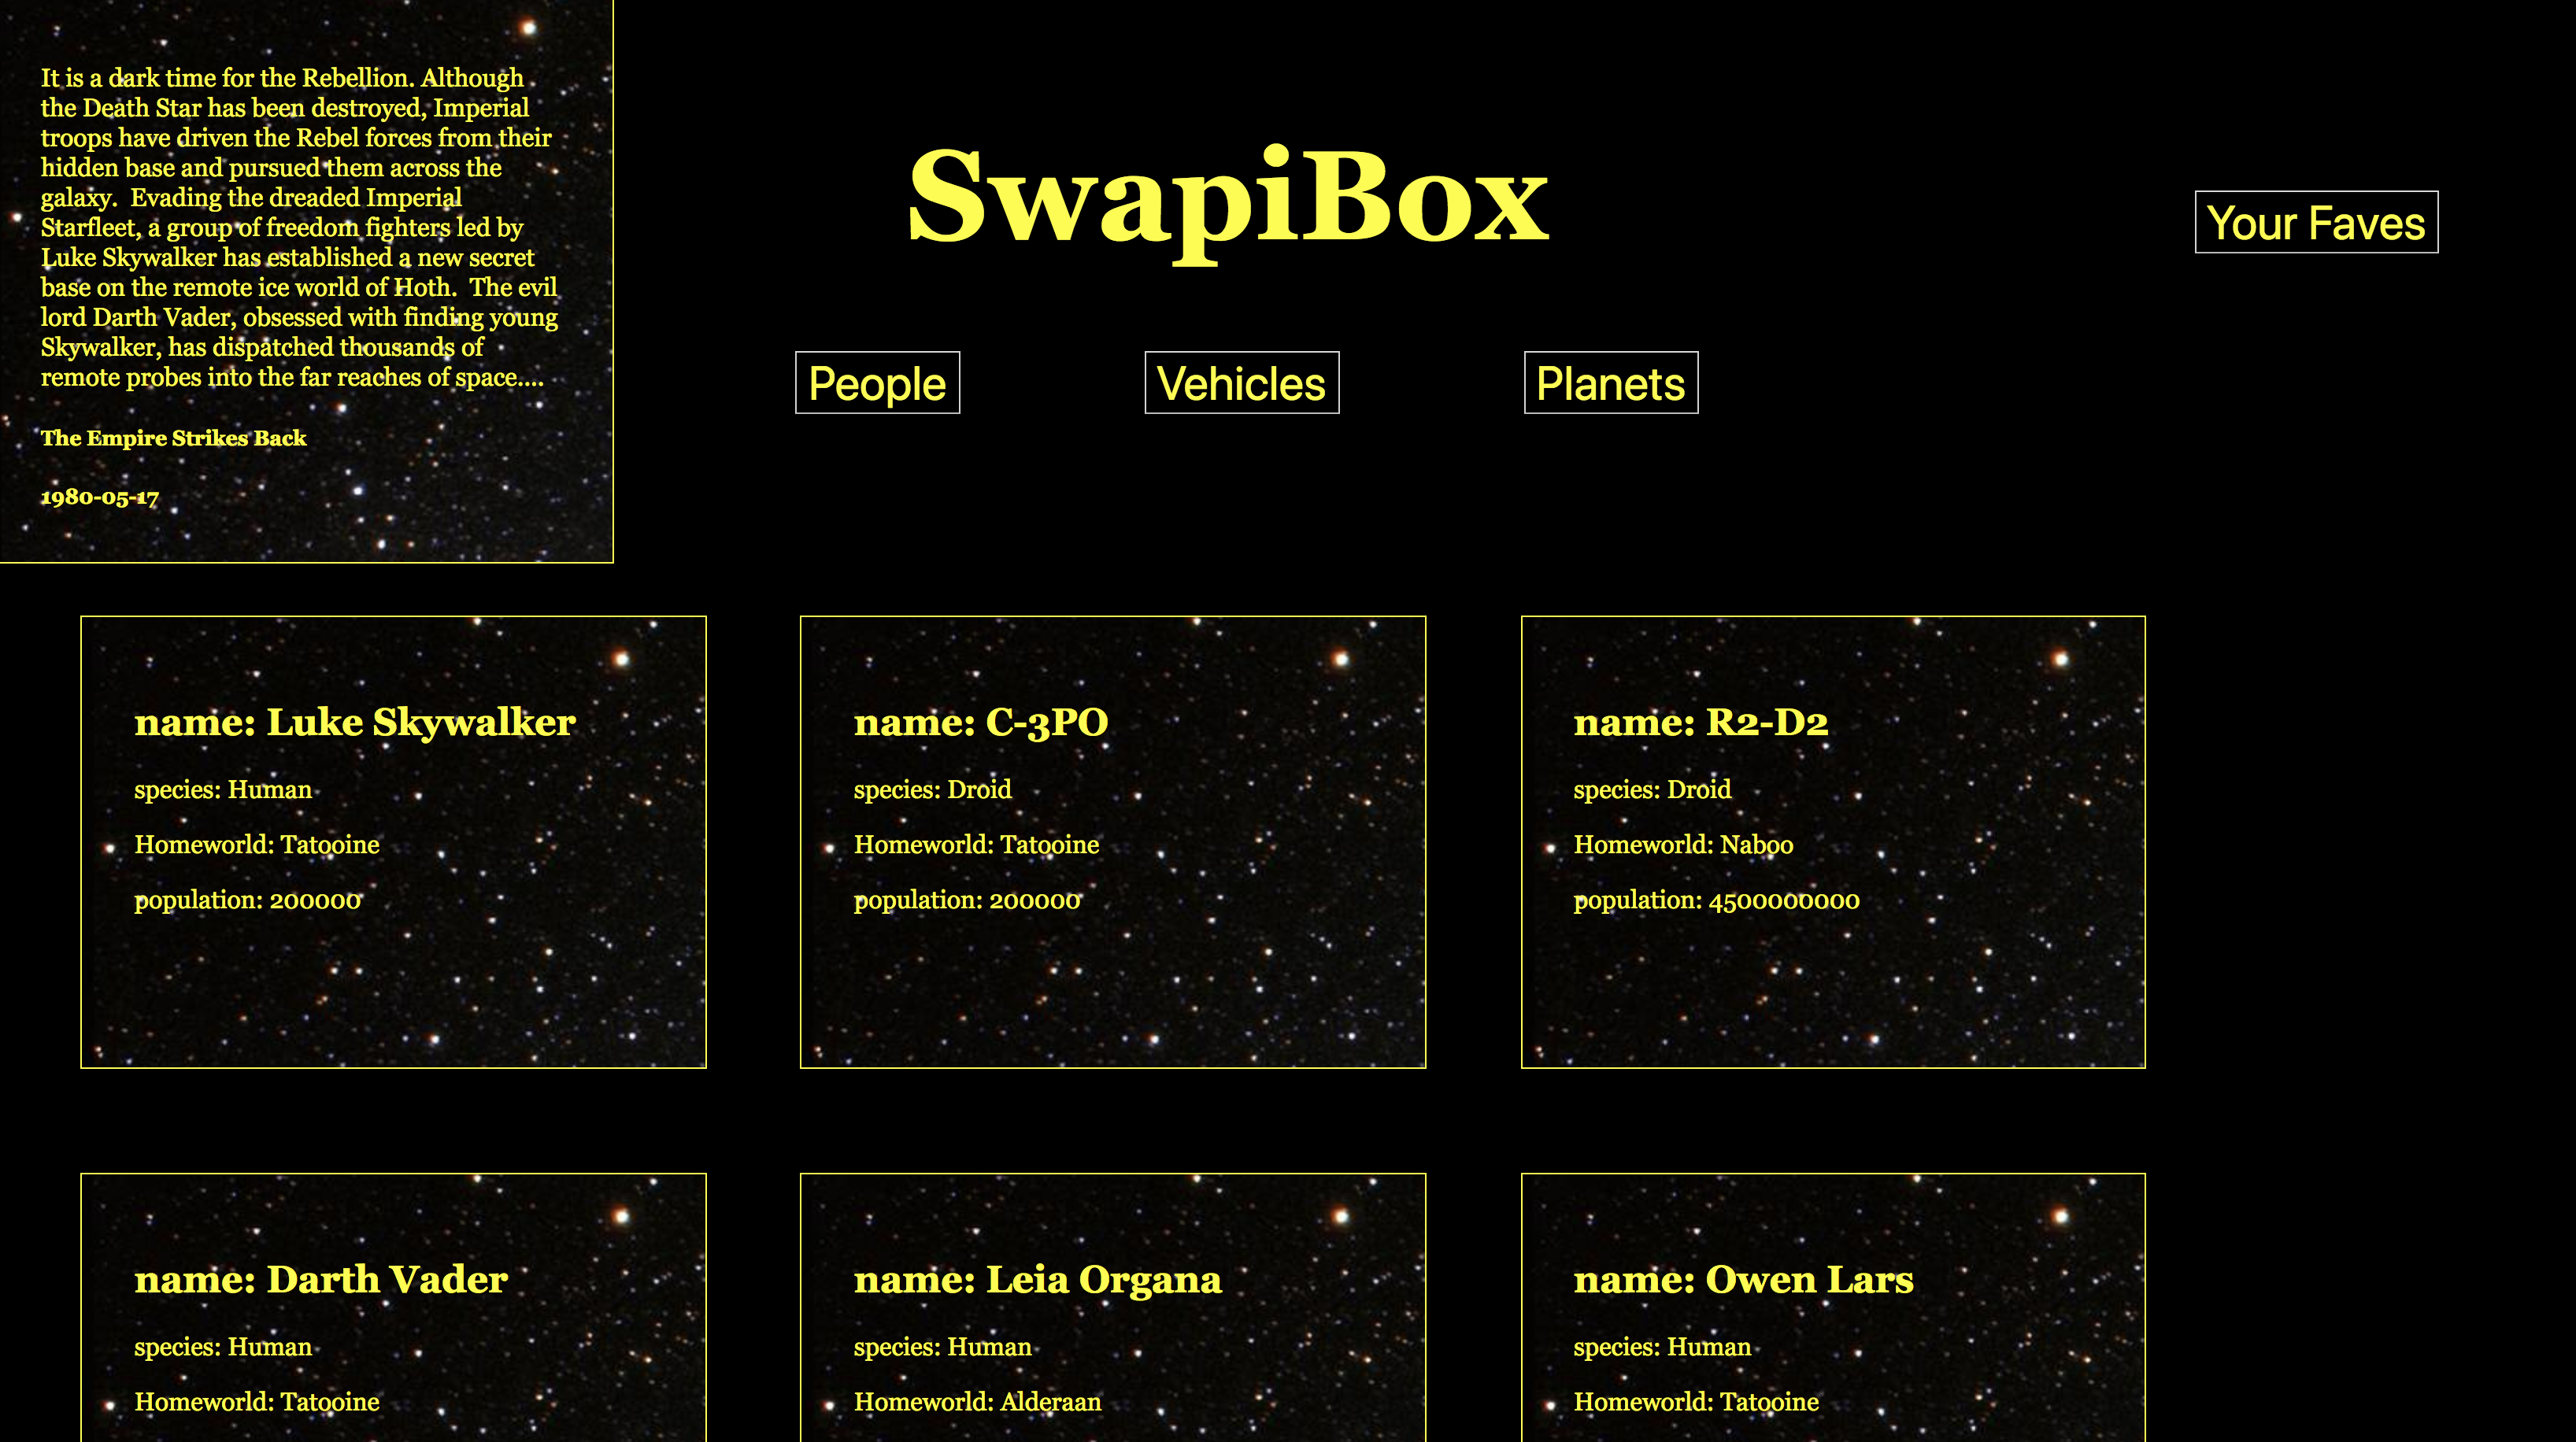 It is a dark time for the Rebellion. Although
the Death Star has been destroyed, Imperial
troops have driven the Rebel forces from their
hidden base and pursued them across the
galaxy.  Evading the dreaded Imperial
Starfleet, a group of freedom fighters led by
Luke Skywalker has established a new secret
base on the remote ice world of Hoth.  The evil
lord Darth Vader, obsessed with finding young
Skywalker, has dispatched thousands of
remote probes into the far reaches of space....
The Empire Strikes Back
1980-05-17
SwapiBox
Your Faves
People
Vehicles
Planets
name: Luke Skywalker
species: Human
Homeworld: Tatooine
population: 200000
name: C-3PO
species: Droid
Homeworld: Tatooine
population: 200000
name: R2-D2
species: Droid
Homeworld: Naboo
population: 4500000000
name: Darth Vader
species: Human
Homeworld: Tatooine
name: Leia Organa
species: Human
Homeworld: Alderaan
name: Owen Lars
species: Human
Homeworld: Tatooine